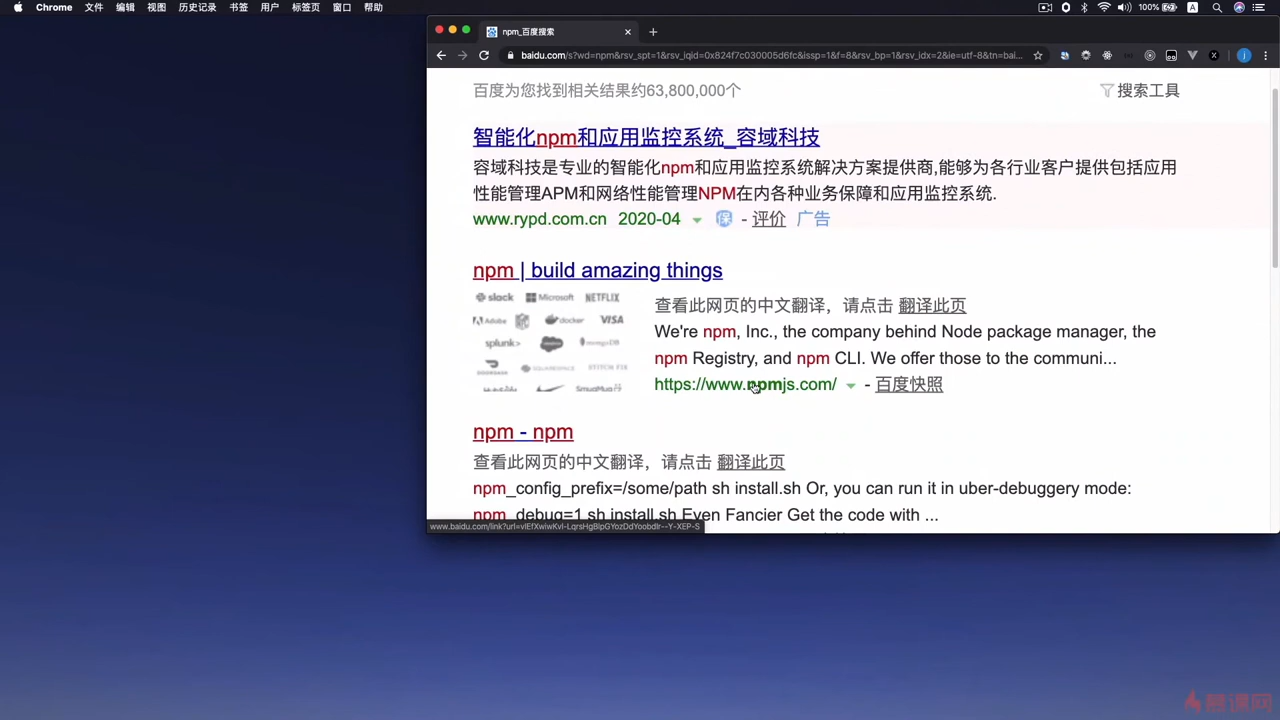 Chrome 文件 编辑 视图 历史记录 书签 用户 标签页 窗口 帮助 100% A
npm_百度搜索
baidu.com/s?wd=npm&rsv_spt=1&rsv_iqid=0x824f7c030005d6fc&issp=1&f=8&rsv_bp=1&rsv_idx=2&ie=utf-8&tn=bai...
百度为您找到相关结果约63,800,000个 搜索工具
智能化npm和应用监控系统_容域科技
容域科技是专业的智能化npm和应用监控系统解决方案提供商,能够为各行业客户提供包括应用
性能管理APM和网络性能管理NPM在内各种业务保障和应用监控系统.
www.rypd.com.cn 2020-04 保 - 评价 广告
npm | build amazing things
slack Microsoft NETFLIX
Adobe docker VISA
splunk> mongoDB
DOORDASH SQUARESPACE STITCH FIX
SmugMug
查看此网页的中文翻译，请点击 翻译此页
We're npm, Inc., the company behind Node package manager, the
npm Registry, and npm CLI. We offer those to the communi...
https://www.npmjs.com/ - 百度快照
npm - npm
查看此网页的中文翻译，请点击 翻译此页
npm_config_prefix=/some/path sh install.sh Or, you can run it in uber-debuggery mode:
npm_debug=1 sh install.sh Even Fancier Get the code with ...
慕课网